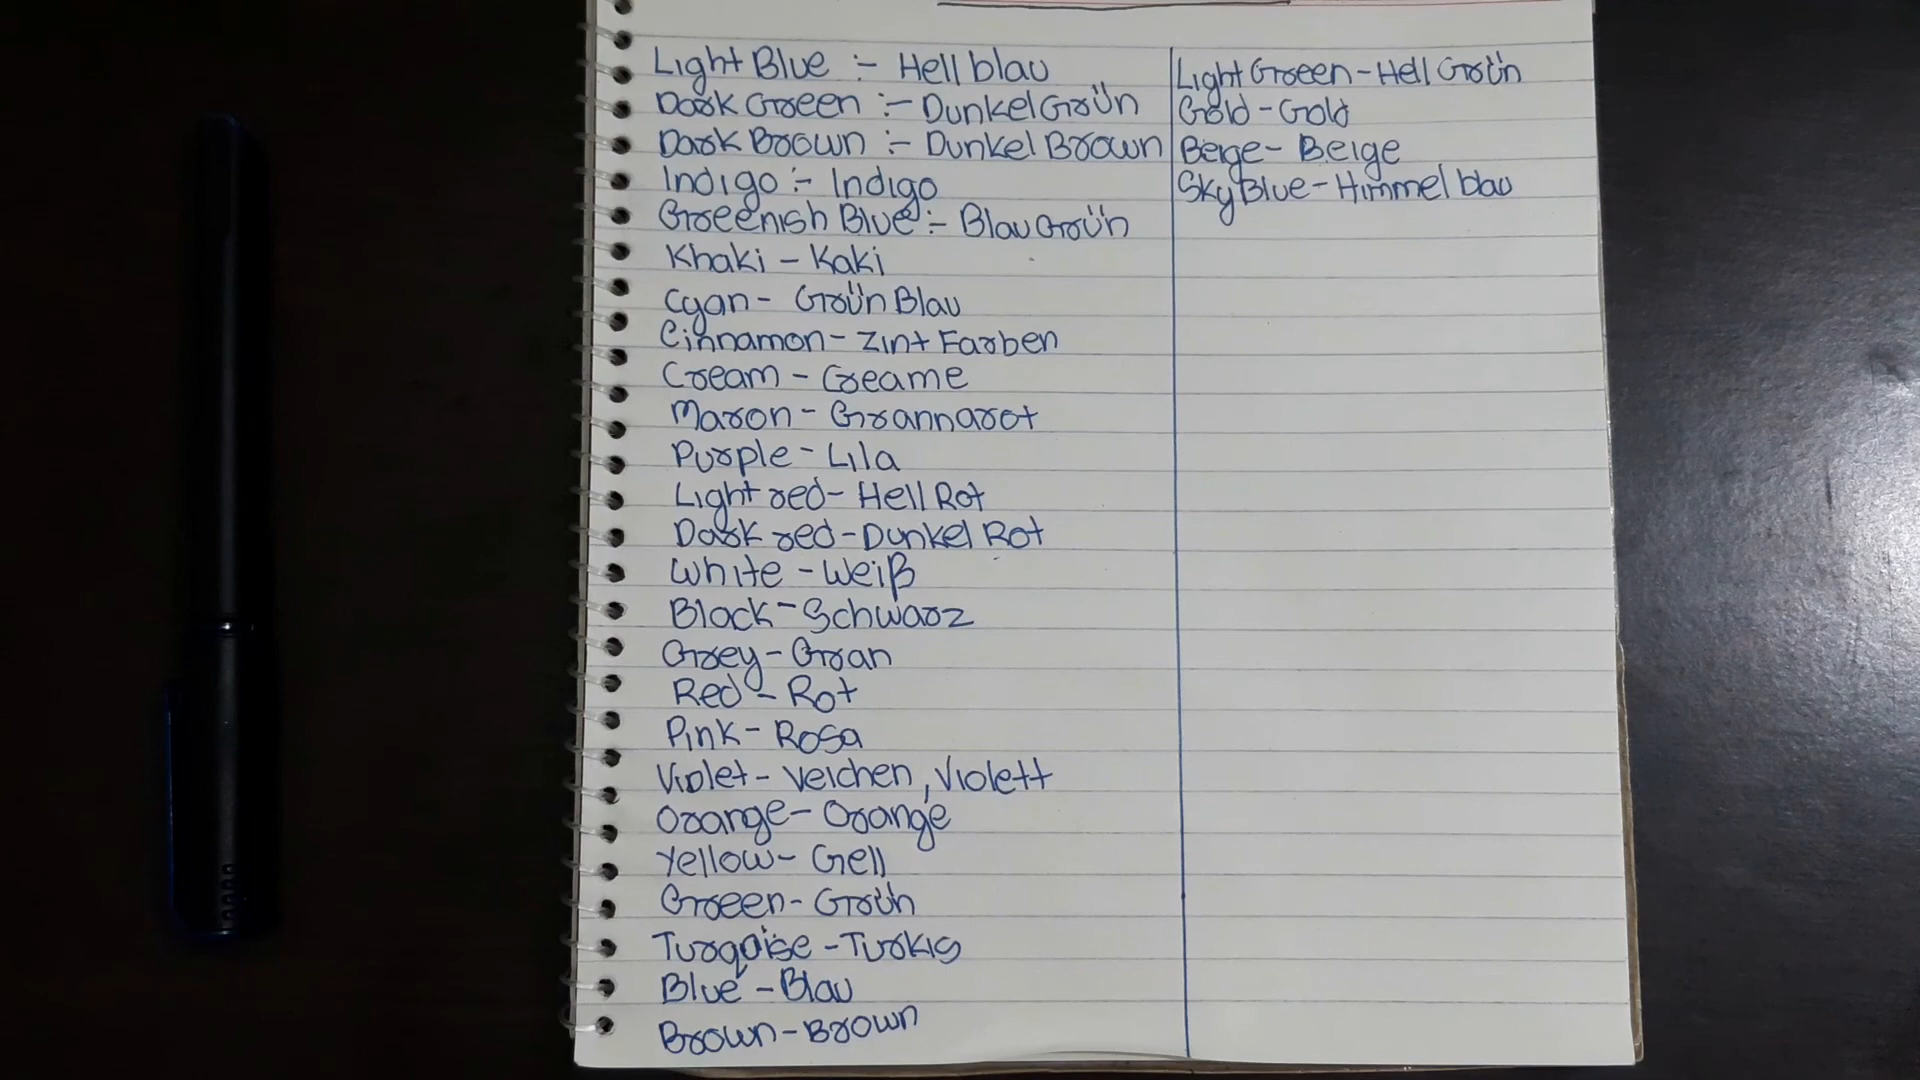 Light Blue :- Hell blau
Dark Green :- Dunkel Grün
Dark Brown :- Dunkel Brown
Indigo :- Indigo
Greenish Blue :- Blau Grün
Khaki - Kaki
Cyan - Grün Blau
Cinnamon - Zint Farben
Cream - Creame
Maron - Grannarot
Purple - Lila
Light red - Hell Rot
Dark red - Dunkel Rot
White - Weiß
Black - Schwarz
Grey - Gran
Red - Rot
Pink - Rosa
Violet - Veichen, Violett
Orange - Orange
Yellow - Gell
Green - Grün
Turqoise - Turkis
Blue - Blau
Brown - Brown
Light Green - Hell Grün
Gold - Gold
Beige - Beige
Sky Blue - Himmel blau